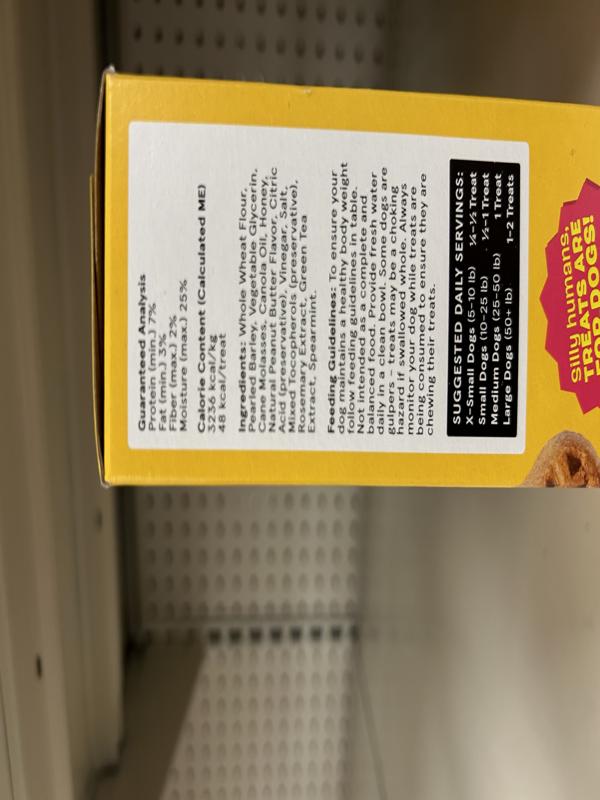 Guaranteed Analysis
Protein (min.) 7%
Fat (min.) 3%
Fiber (max.) 2%
Moisture (max.) 25%
Calorie Content (Calculated ME)
3236 kcal/kg
48 kcal/treat
Ingredients: Whole Wheat Flour,
Pearled Barley, Vegetable Glycerin,
Cane Molasses, Canola Oil, Honey,
Natural Peanut Butter Flavor, Citric
Acid (preservative), Vinegar, Salt,
Mixed Tocopherols (preservative),
Rosemary Extract, Green Tea
Extract, Spearmint.
Feeding Guidelines: To ensure your
dog maintains a healthy body weight
follow feeding guidelines in table.
Not intended as a complete and
balanced food. Provide fresh water
daily in a clean bowl. Some dogs are
gulpers – treats may be a choking
hazard if swallowed whole. Always
monitor your dog while treats are
being consumed to ensure they are
chewing their treats.
SUGGESTED DAILY SERVINGS:
X-Small Dogs (5-10 lb) ¼-½ Treat
Small Dogs (10-25 lb) ½-1 Treat
Medium Dogs (25-50 lb) 1 Treat
Large Dogs (50+ lb) 1-2 Treats
Silly humans,
TREATS ARE
FOR DOGS!